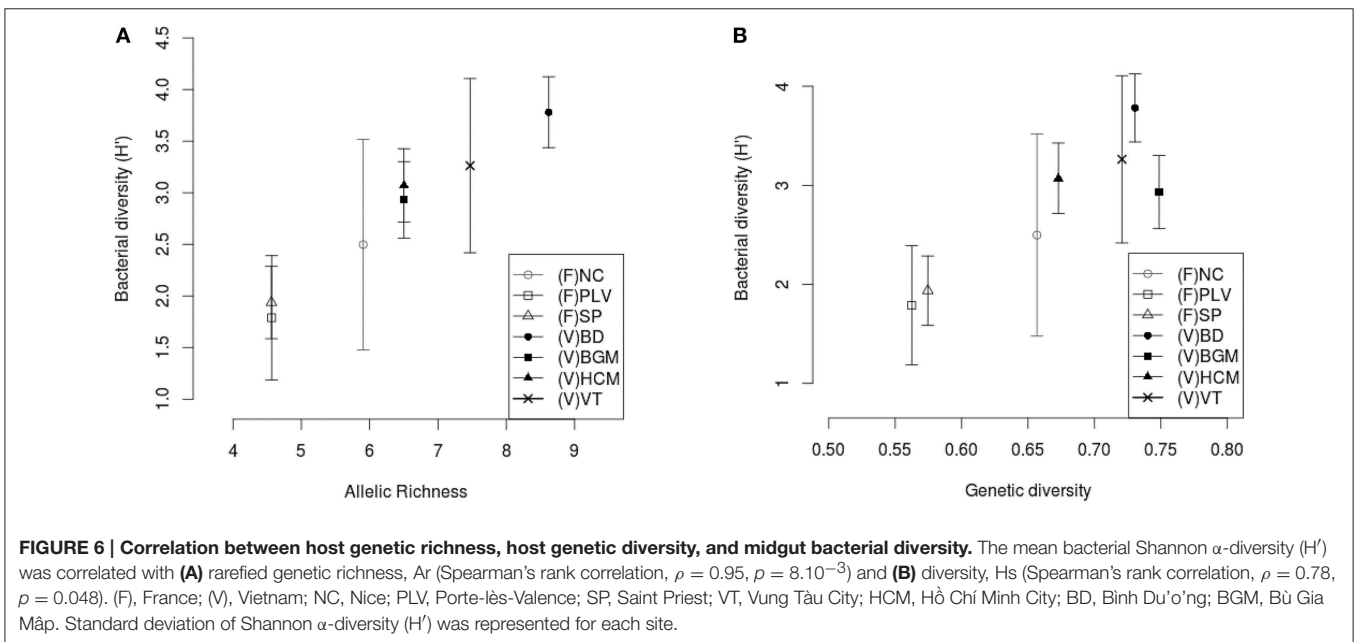 A
B
4.5
4.0
3.5
3.0
2.5
2.0
1.5
1.0
Bacterial diversity (H')
4 5 6 7 8 9
Allelic Richness
(F)NC
(F)PLV
(F)SP
(V)BD
(V)BGM
(V)HCM
(V)VT
4
3
2
1
Bacterial diversity (H')
0.50 0.55 0.60 0.65 0.70 0.75 0.80
Genetic diversity
(F)NC
(F)PLV
(F)SP
(V)BD
(V)BGM
(V)HCM
(V)VT
FIGURE 6 | Correlation between host genetic richness, host genetic diversity, and midgut bacterial diversity. The mean bacterial Shannon α-diversity (H′)
was correlated with (A) rarefied genetic richness, Ar (Spearman's rank correlation, ρ = 0.95, p = 8.10⁻³) and (B) diversity, Hs (Spearman's rank correlation, ρ = 0.78,
p = 0.048). (F), France; (V), Vietnam; NC, Nice; PLV, Porte-lès-Valence; SP, Saint Priest; VT, Vung Tàu City; HCM, Hồ Chí Minh City; BD, Bình Du'o'ng; BGM, Bù Gia
Mâp. Standard deviation of Shannon α-diversity (H′) was represented for each site.